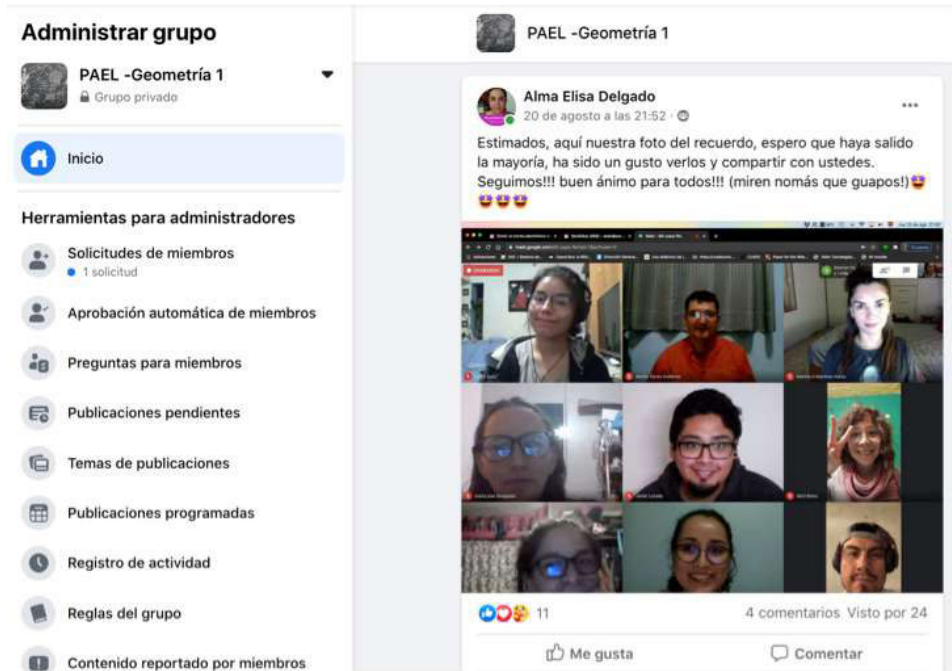 Administrar grupo
PAEL -Geometría 1
Grupo privado
Inicio
Herramientas para administradores
Solicitudes de miembros
1 solicitud
Aprobación automática de miembros
Preguntas para miembros
Publicaciones pendientes
Temas de publicaciones
Publicaciones programadas
Registro de actividad
Reglas del grupo
Contenido reportado por miembros
PAEL -Geometría 1
Alma Elisa Delgado
20 de agosto a las 21:52 ·
Estimados, aquí nuestra foto del recuerdo, espero que haya salido
la mayoría, ha sido un gusto verlos y compartir con ustedes.
Seguimos!!! buen ánimo para todos!!! (miren nomás que guapos!)🤩
🤩🤩🤩
11
4 comentarios Visto por 24
Me gusta
Comentar